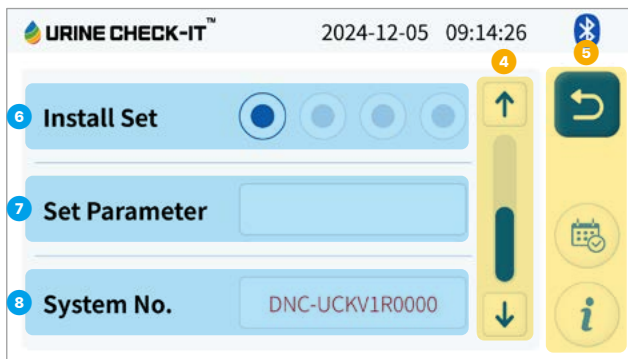 URINE CHECK-IT™ 2024-12-05 09:14:26
4
5
6 Install Set
7 Set Parameter
8 System No. DNC-UCKV1R0000
i